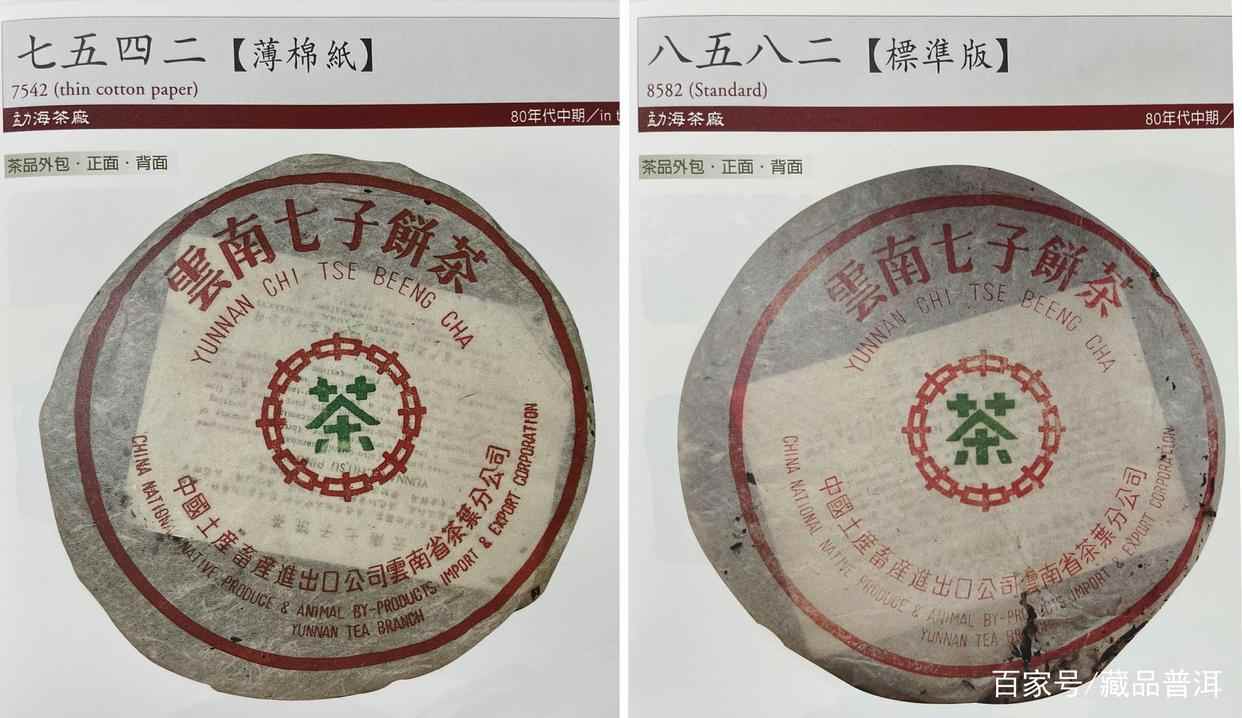 七五四二【薄棉紙】
7542 (thin cotton paper)
勐海茶廠
80年代中期／in t
茶品外包·正面·背面
雲南七子餅茶
YUNNAN CHI TSE BEENG CHA
茶
中國土產畜產進出口公司雲南省茶葉分公司
CHINA NATIONAL NATIVE PRODUCE & ANIMAL BY-PRODUCTS IMPORT & EXPORT CORPORATION
YUNNAN TEA BRANCH
八五八二【標準版】
8582 (Standard)
勐海茶廠
80年代中期／
茶品外包·正面·背面
雲南七子餅茶
YUNNAN CHI TSE BEENG CHA
茶
中國土產畜產進出口公司雲南省茶葉分公司
CHINA NATIONAL NATIVE PRODUCE & ANIMAL BY-PRODUCTS IMPORT & EXPORT CORPORATION
YUNNAN TEA
百家号/藏品普洱